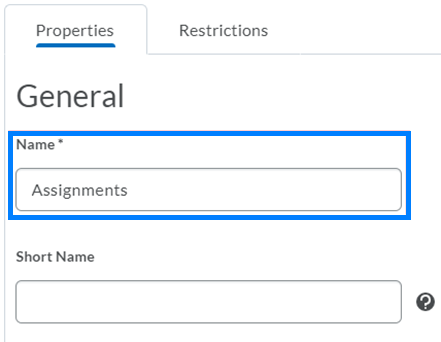 Properties Restrictions
General
Name *
Assignments
Short Name
?